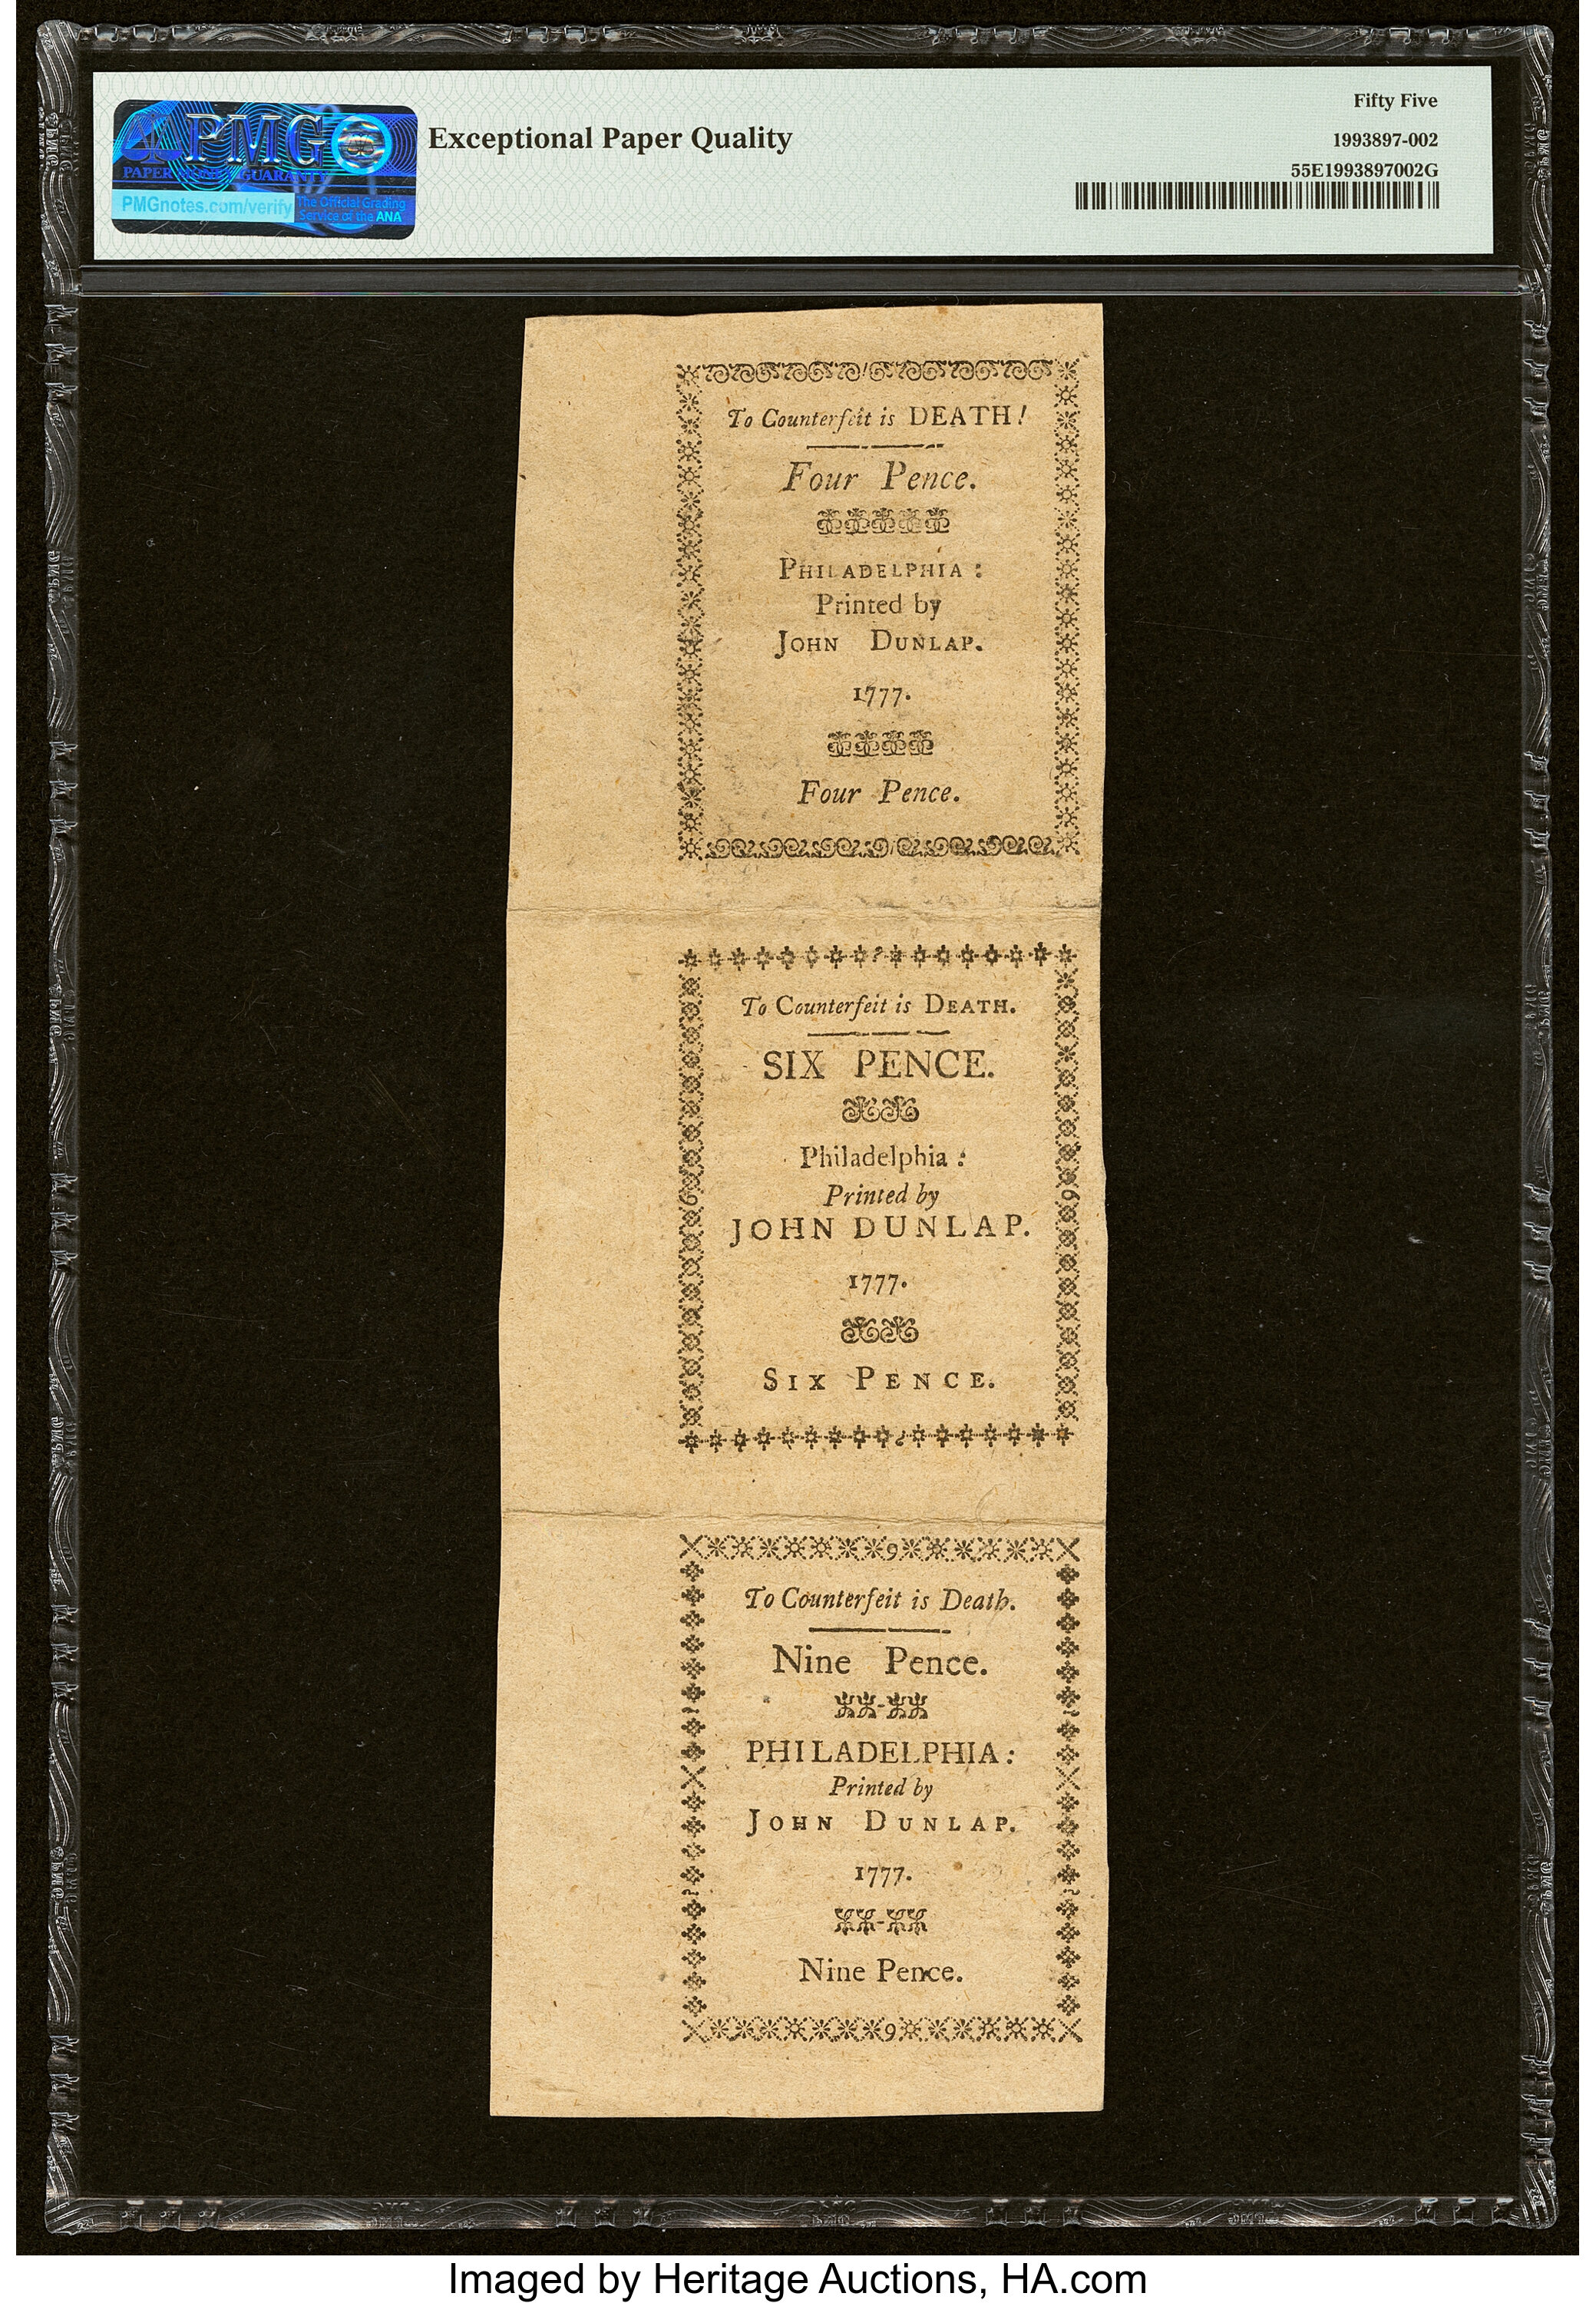 PMG
PAPER MONEY GUARANTY
PMGnotes.com/verify
The Official Grading
Service of the ANA
Exceptional Paper Quality
Fifty Five
1993897-002
55E1993897002G
To Counterfeit is DEATH!
Four Pence.
PHILADELPHIA:
Printed by
JOHN DUNLAP.
1777.
Four Pence.
To Counterfeit is DEATH.
SIX PENCE.
Philadelphia:
Printed by
JOHN DUNLAP.
1777.
SIX PENCE.
9
To Counterfeit is Death.
Nine Pence.
PHILADELPHIA:
Printed by
JOHN DUNLAP.
1777.
Nine Pence.
9
Imaged by Heritage Auctions, HA.com